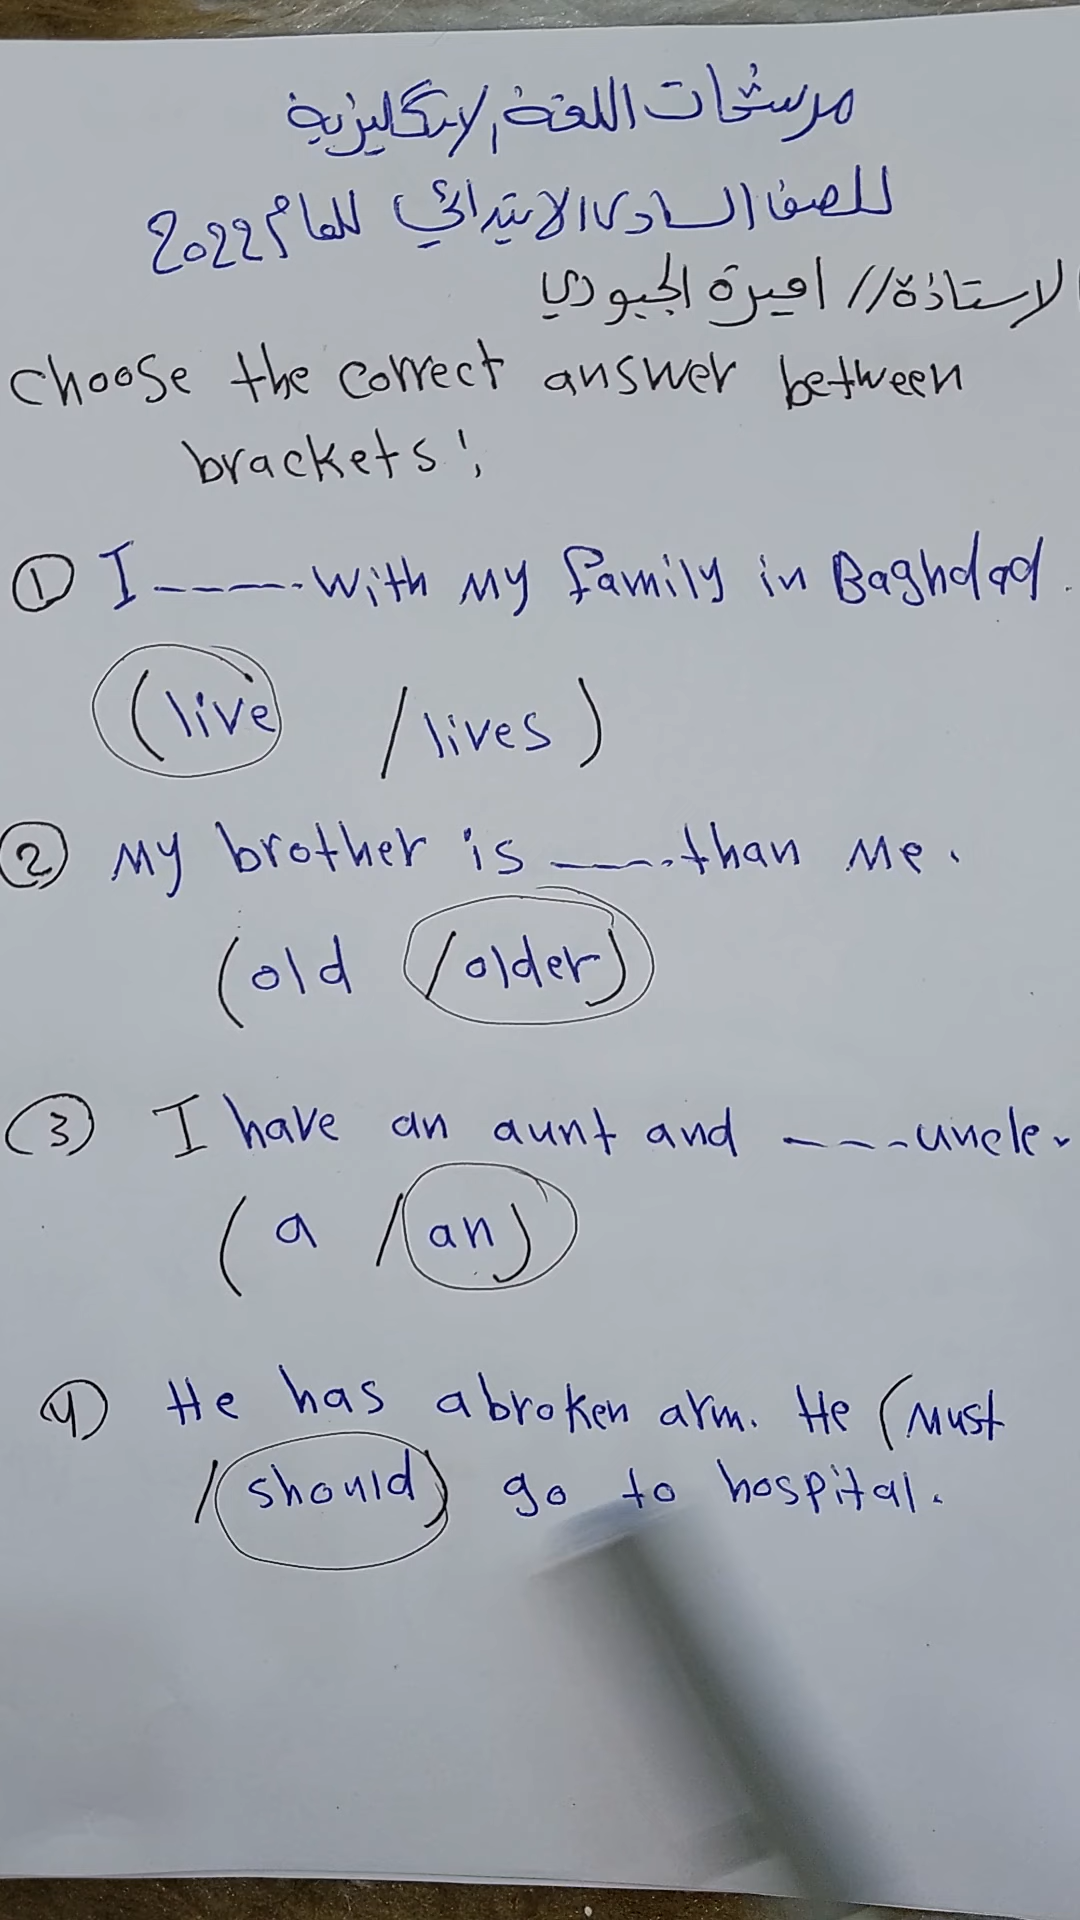 مرشحات اللغة الانكليزية
للصف السادس الابتدائي للعام 2022
الاستاذة // اميرة الجبودي
choose the correct answer between
brackets:
① I ----- with my family in Baghdad.
(live / lives)
② my brother is ----- than me.
(old / older)
③ I have an aunt and ---- uncle.
(a / an)
④ He has a broken arm. He (must
/ should) go to hospital.